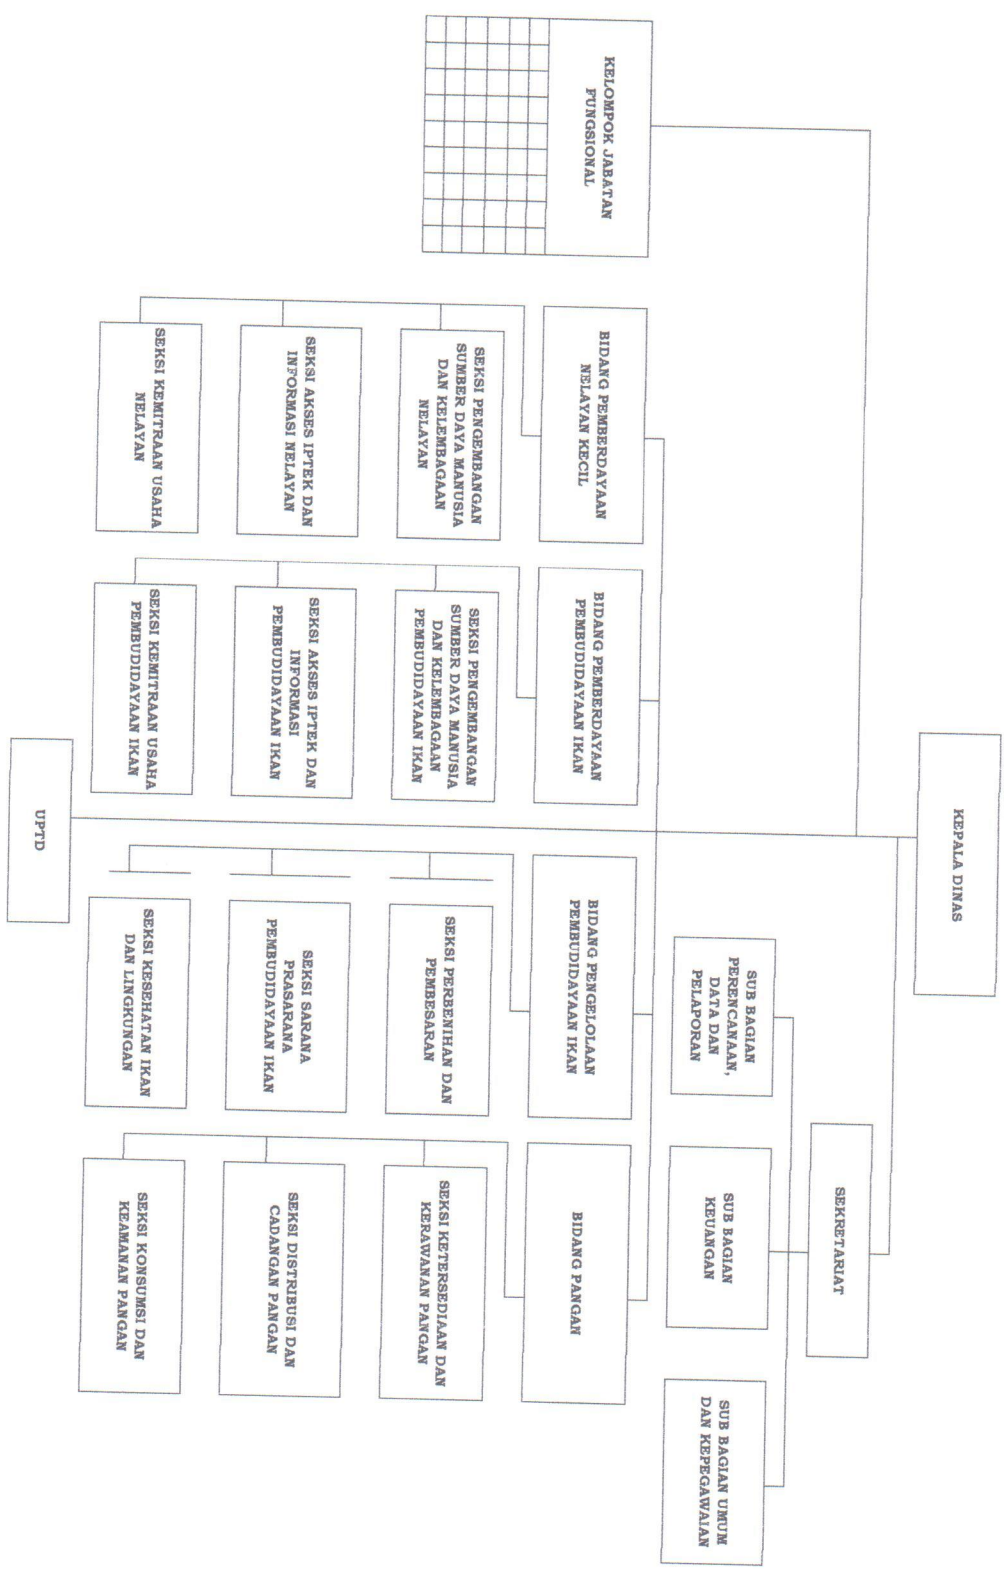 KEPALA DINAS
SEKRETARIAT
SUB BAGIAN
PERENCANAAN,
DATA DAN
PELAPORAN
SUB BAGIAN
KEUANGAN
SUB BAGIAN UMUM
DAN KEPEGAWAIAN
KELOMPOK JABATAN
FUNGSIONAL
BIDANG PEMBERDAYAAN
NELAYAN KECIL
BIDANG PEMBERDAYAAN
PEMBUDIDAYAAN IKAN
BIDANG PENGELOLAAN
PEMBUDIDAYAAN IKAN
BIDANG PANGAN
SEKSI PENGEMBANGAN
SUMBER DAYA MANUSIA
DAN KELEMBAGAAN
NELAYAN
SEKSI PENGEMBANGAN
SUMBER DAYA MANUSIA
DAN KELEMBAGAAN
PEMBUDIDAYAAN IKAN
SEKSI PERBENIHAN DAN
PEMBESARAN
SEKSI KETERSEDIAAN DAN
KERAWANAN PANGAN
SEKSI AKSES IPTEK DAN
INFORMASI NELAYAN
SEKSI AKSES IPTEK DAN
INFORMASI
PEMBUDIDAYAAN IKAN
SEKSI SARANA
PRASARANA
PEMBUDIDAYAAN IKAN
SEKSI DISTRIBUSI DAN
CADANGAN PANGAN
SEKSI KEMITRAAN USAHA
NELAYAN
SEKSI KEMITRAAN USAHA
PEMBUDIDAYAAN IKAN
SEKSI KESEHATAN IKAN
DAN LINGKUNGAN
SEKSI KONSUMSI DAN
KEAMANAN PANGAN
UPTD